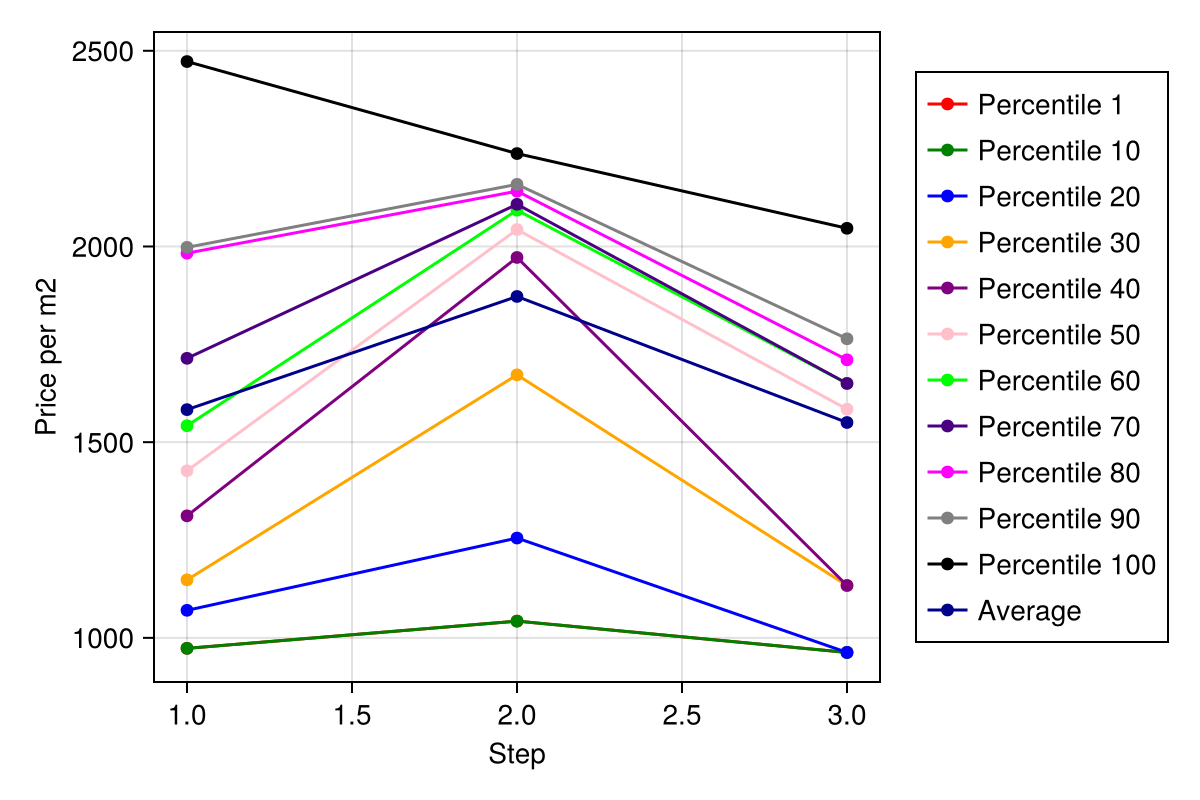 2500
2000
1500
1000
Price per m2
1.0 1.5 2.0 2.5 3.0
Step
Percentile 1
Percentile 10
Percentile 20
Percentile 30
Percentile 40
Percentile 50
Percentile 60
Percentile 70
Percentile 80
Percentile 90
Percentile 100
Average